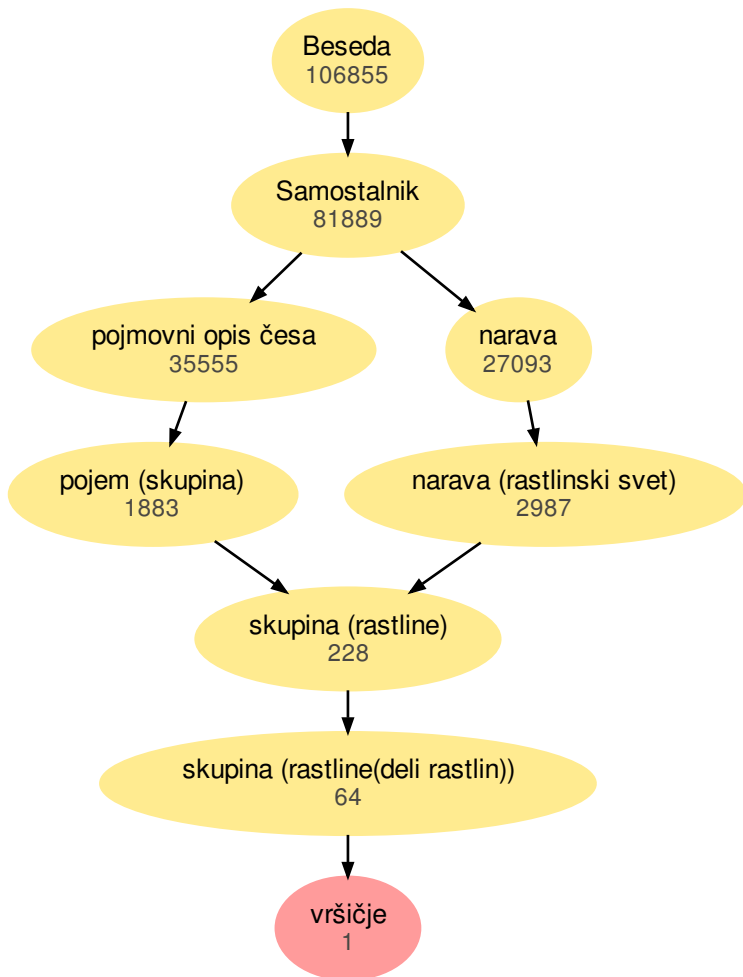 Beseda
106855
Samostalnik
81889
pojmovni opis česa
35555
narava
27093
pojem (skupina)
1883
narava (rastlinski svet)
2987
skupina (rastline)
228
skupina (rastline(deli rastlin))
64
vršičje
1